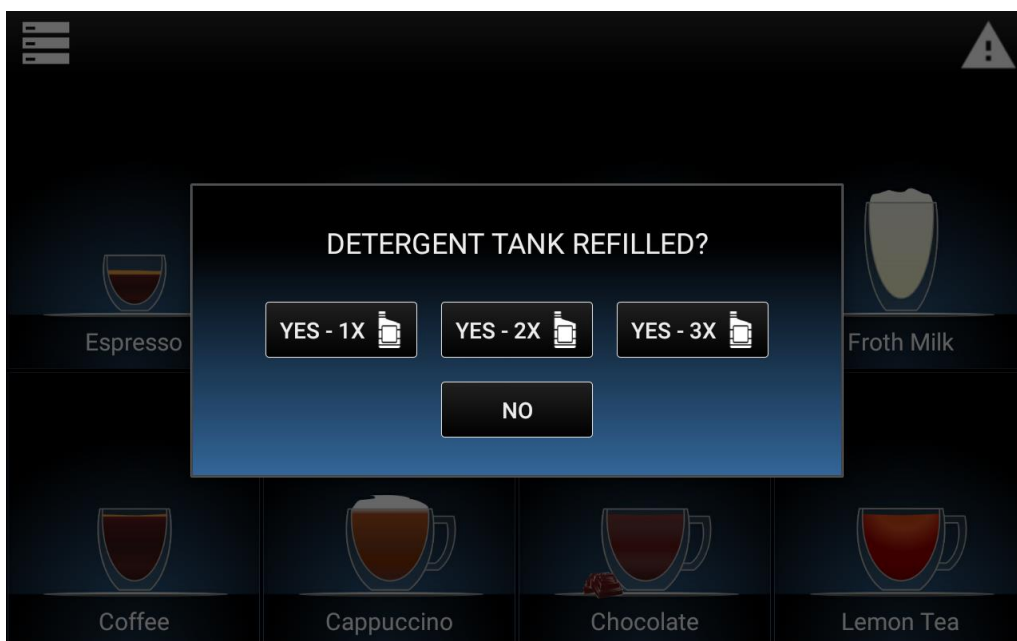 DETERGENT TANK REFILLED?
YES - 1X
YES - 2X
YES - 3X
NO
Espresso
Froth Milk
Coffee
Cappuccino
Chocolate
Lemon Tea